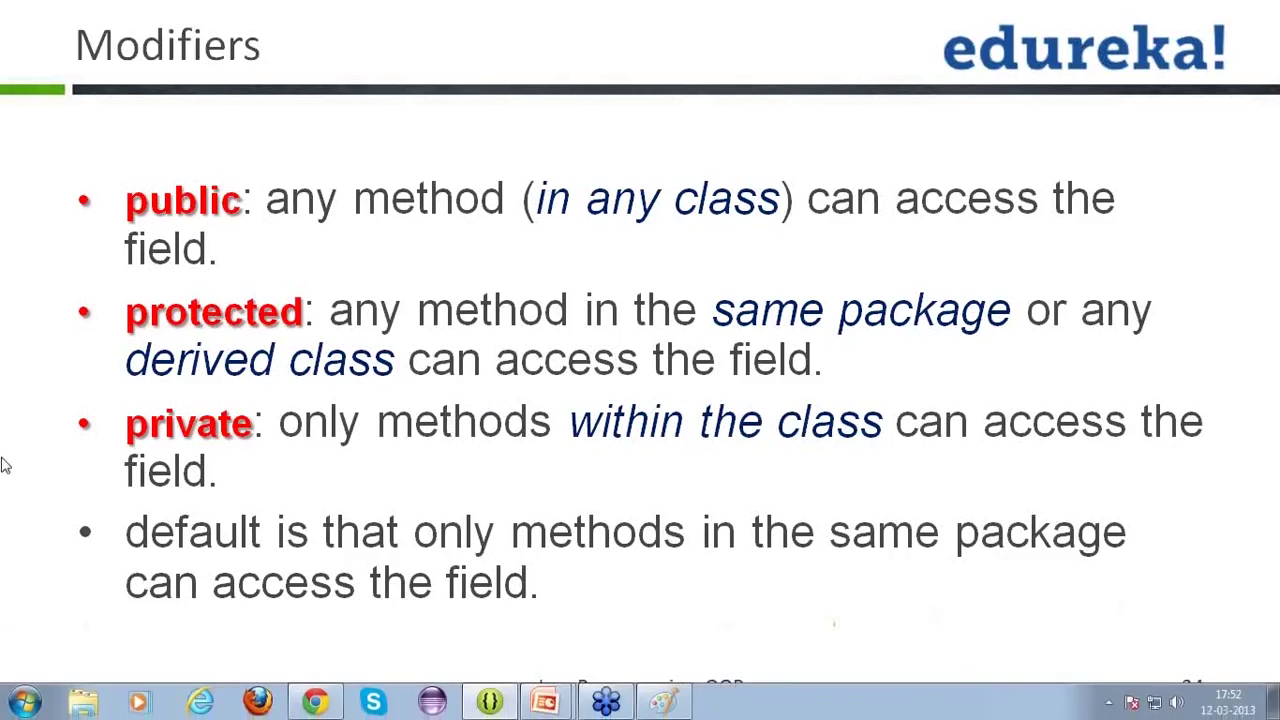 Modifiers
edureka!
• public: any method (in any class) can access the
field.
• protected: any method in the same package or any
derived class can access the field.
• private: only methods within the class can access the
field.
• default is that only methods in the same package
can access the field.
17:52
12-03-2013